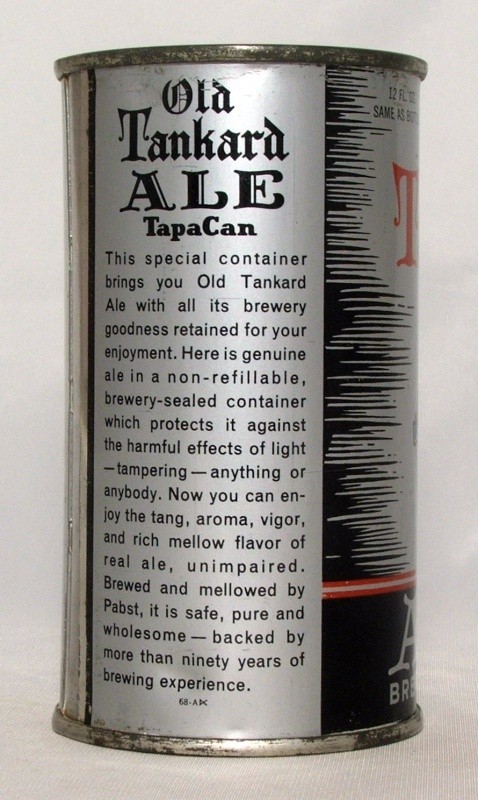 Old
Tankard
ALE
TapaCan
This special container
brings you Old Tankard
Ale with all its brewery
goodness retained for your
enjoyment. Here is genuine
ale in a non-refillable,
brewery-sealed container
which protects it against
the harmful effects of light
—tampering—anything or
anybody. Now you can en-
joy the tang, aroma, vigor,
and rich mellow flavor of
real ale, unimpaired.
Brewed and mellowed by
Pabst, it is safe, pure and
wholesome—backed by
more than ninety years of
brewing experience.
68-A
12 FL. OZ.
SAME AS BOT
T
A
BRE